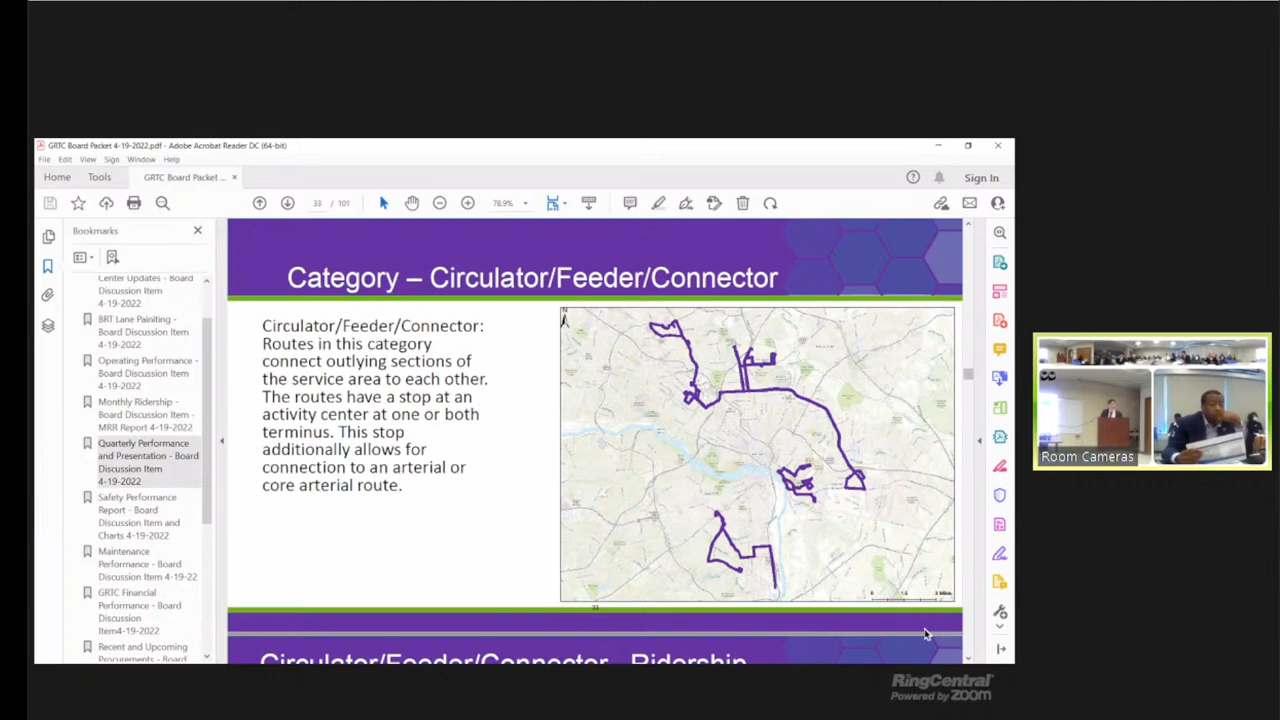 GRTC Board Packet 4-19-2022.pdf - Adobe Acrobat Reader DC (64-bit)
File Edit View Sign Window Help
Home Tools GRTC Board Packet ... × Sign In
33 / 101 78.9%
Bookmarks
Center Updates - Board
Discussion Item
4-19-2022
BRT Lane Painiting -
Board Discussion Item
4-19-2022
Operating Performance -
Board Discussion Item
4-19-2022
Monthly Ridership -
Board Discussion Item -
MRR Report 4-19-2022
Quarterly Performance
and Presentation - Board
Discussion Item
4-19-2022
Safety Performance
Report - Board
Discussion Item and
Charts 4-19-2022
Maintenance
Performance - Board
Discussion Item 4-19-22
GRTC Financial
Performance - Board
Discussion
Item4-19-2022
Recent and Upcoming
Procurements - Board
Category – Circulator/Feeder/Connector
Circulator/Feeder/Connector:
Routes in this category
connect outlying sections of
the service area to each other.
The routes have a stop at an
activity center at one or both
terminus. This stop
additionally allows for
connection to an arterial or
core arterial route.
N
33
Circulator/Feeder/Connector - Ridership
Room Cameras
RingCentral
Powered by zoom